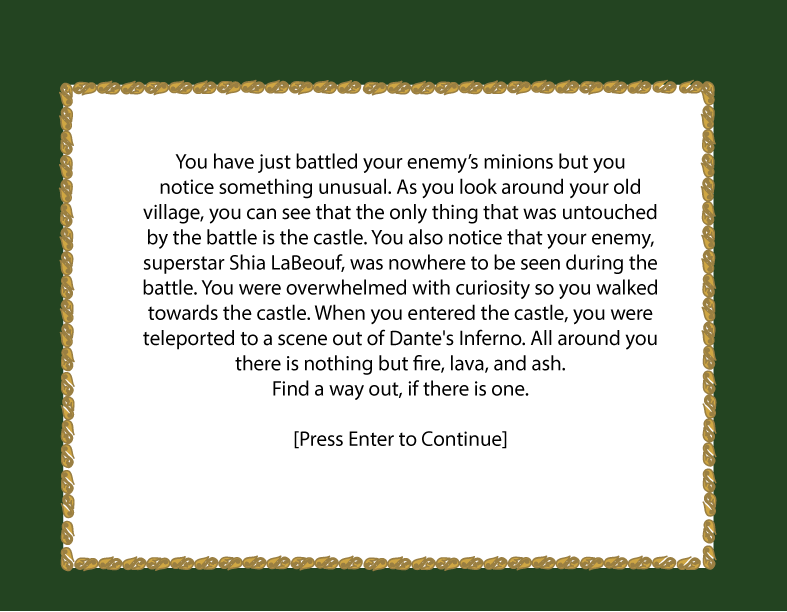 You have just battled your enemy’s minions but you
notice something unusual. As you look around your old
village, you can see that the only thing that was untouched
by the battle is the castle. You also notice that your enemy,
superstar Shia LaBeouf, was nowhere to be seen during the
battle. You were overwhelmed with curiosity so you walked
towards the castle. When you entered the castle, you were
teleported to a scene out of Dante's Inferno. All around you
there is nothing but fire, lava, and ash.
Find a way out, if there is one.
[Press Enter to Continue]